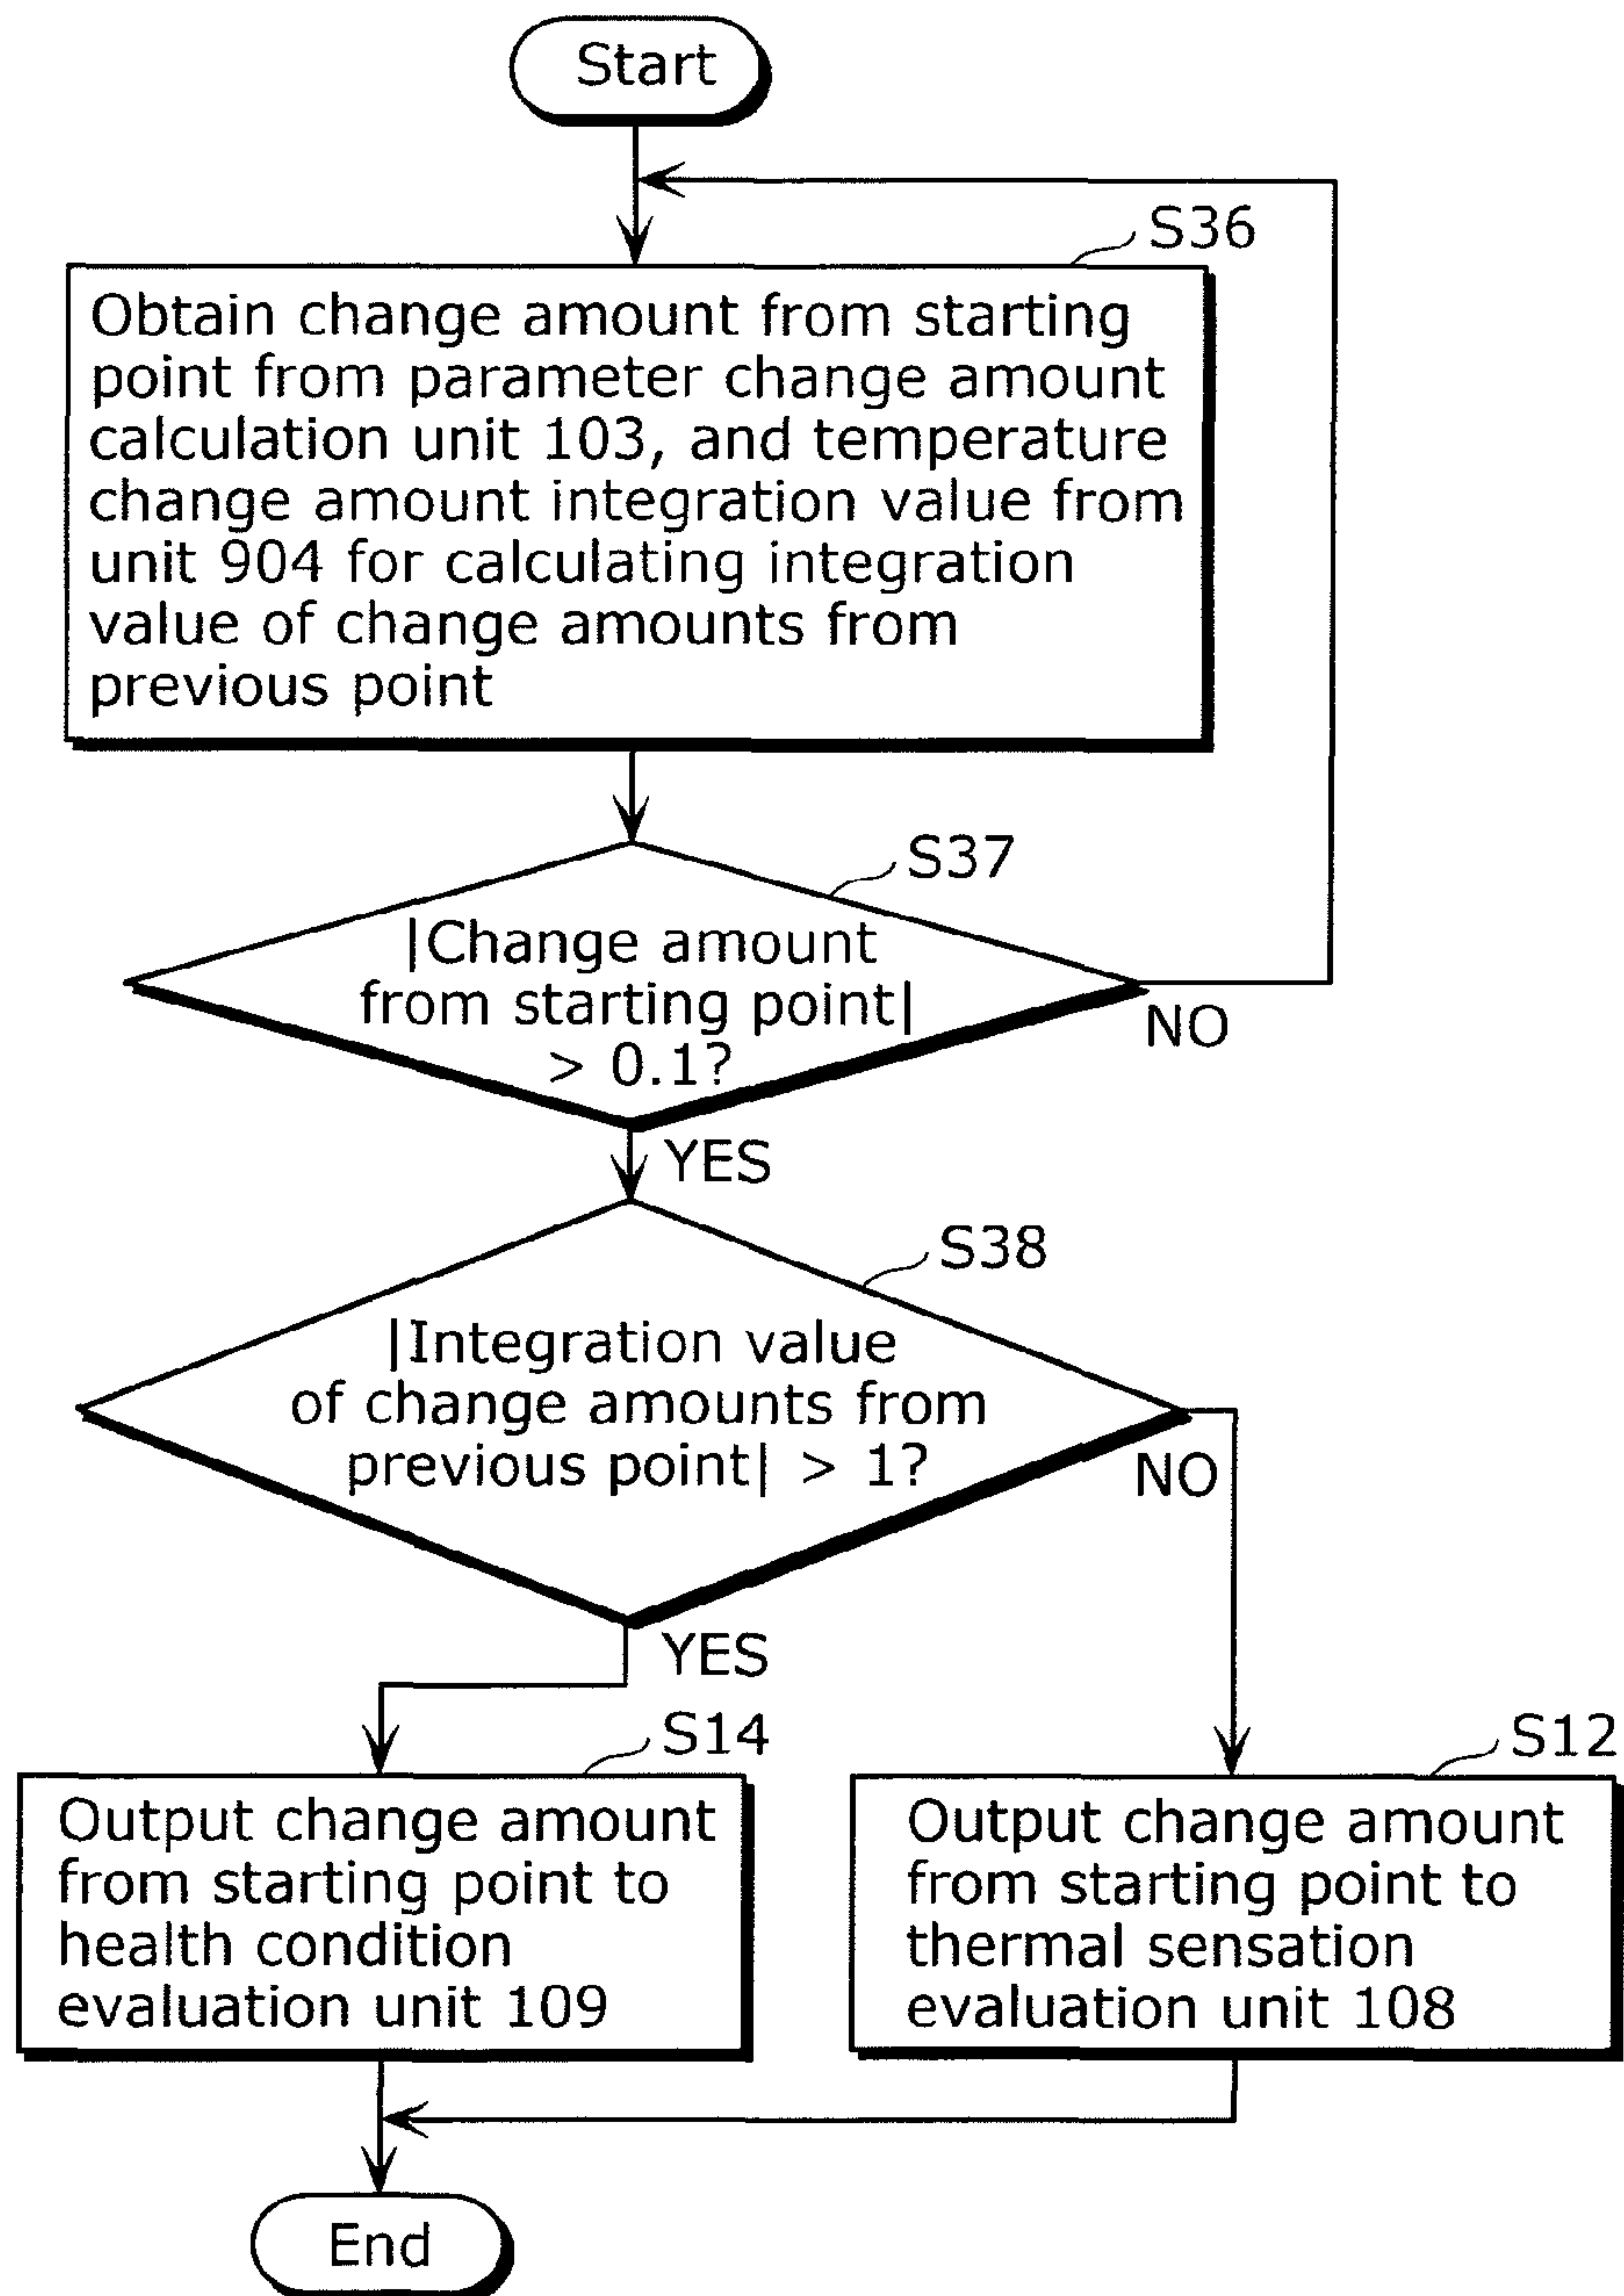 Start
S36
Obtain change amount from starting
point from parameter change amount
calculation unit 103, and temperature
change amount integration value from
unit 904 for calculating integration
value of change amounts from
previous point
S37
|Change amount
from starting point|
> 0.1?
NO
YES
S38
|Integration value
of change amounts from
previous point| > 1?
NO
YES
S14
Output change amount
from starting point to
health condition
evaluation unit 109
S12
Output change amount
from starting point to
thermal sensation
evaluation unit 108
End